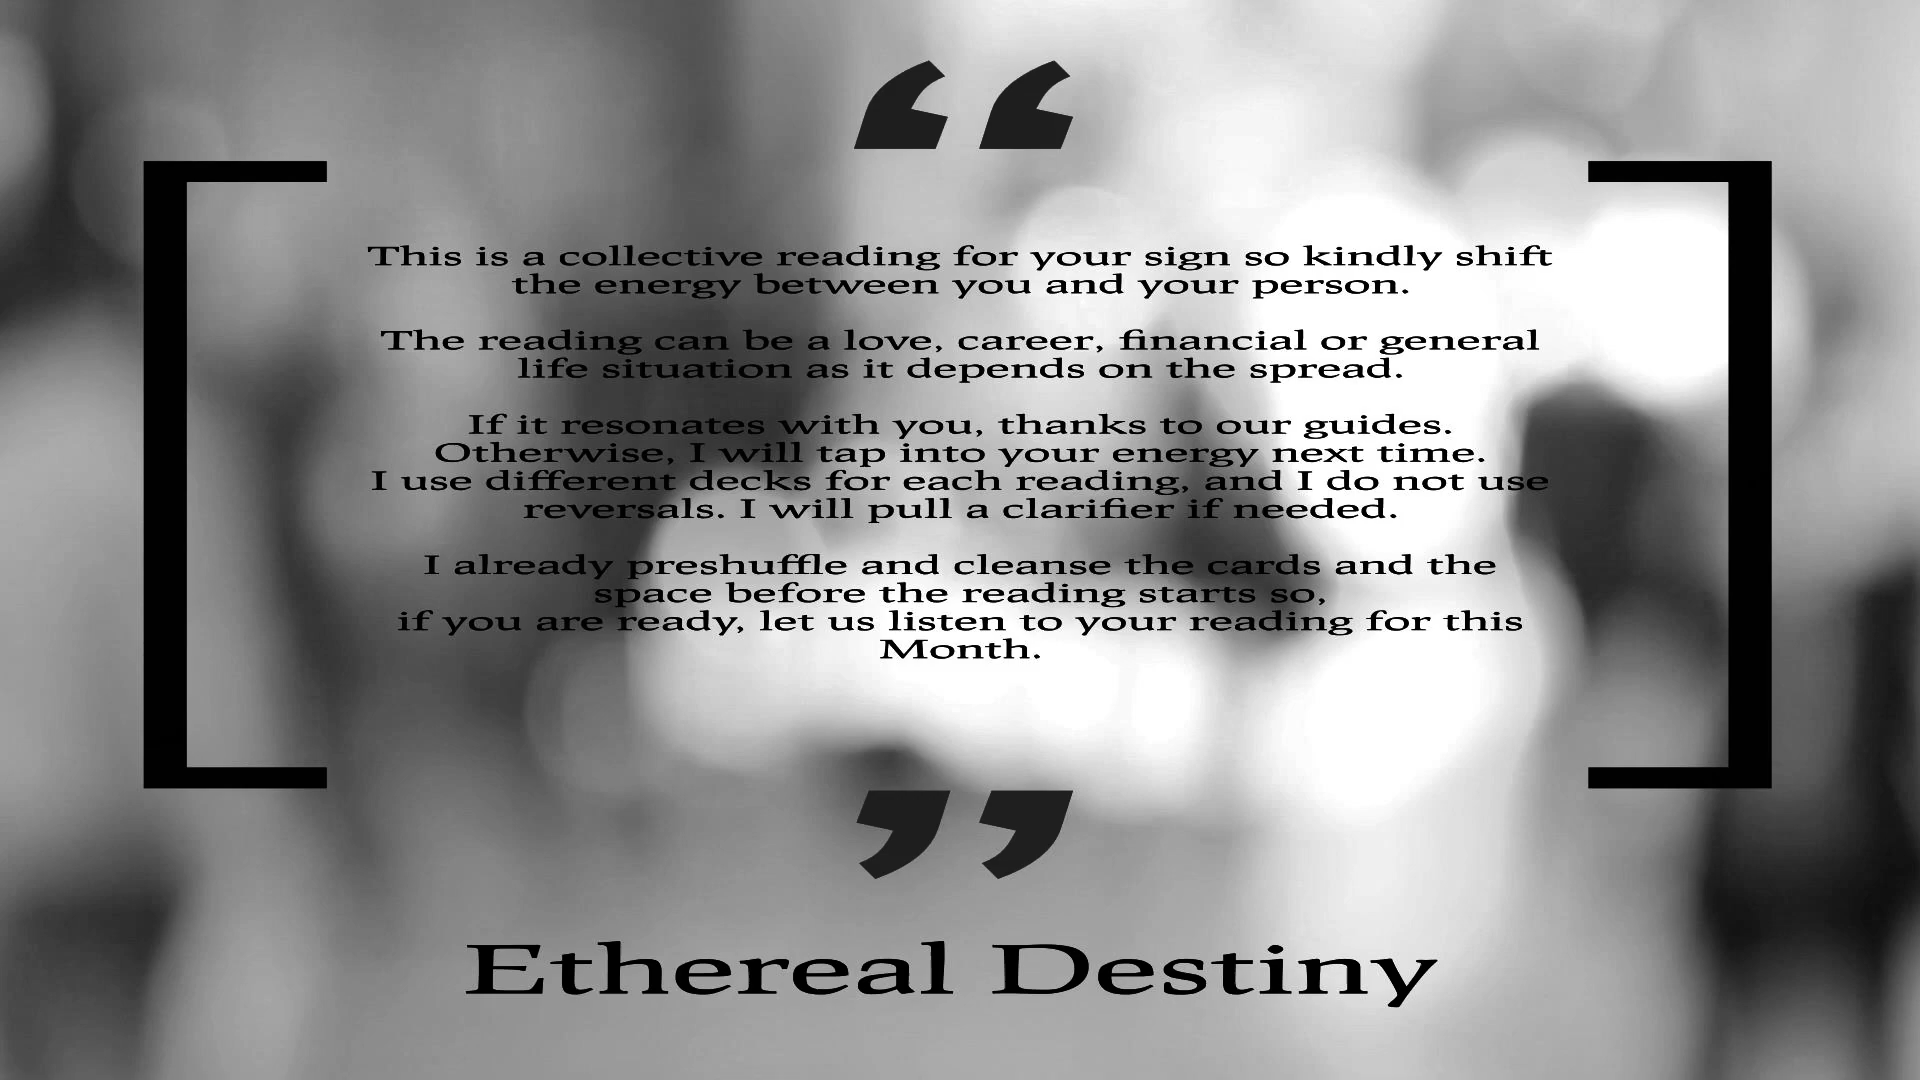 “
This is a collective reading for your sign so kindly shift
the energy between you and your person.
The reading can be a love, career, financial or general
life situation as it depends on the spread.
If it resonates with you, thanks to our guides.
Otherwise, I will tap into your energy next time.
I use different decks for each reading, and I do not use
reversals. I will pull a clarifier if needed.
I already preshuffle and cleanse the cards and the
space before the reading starts so,
if you are ready, let us listen to your reading for this
Month.
”
Ethereal Destiny